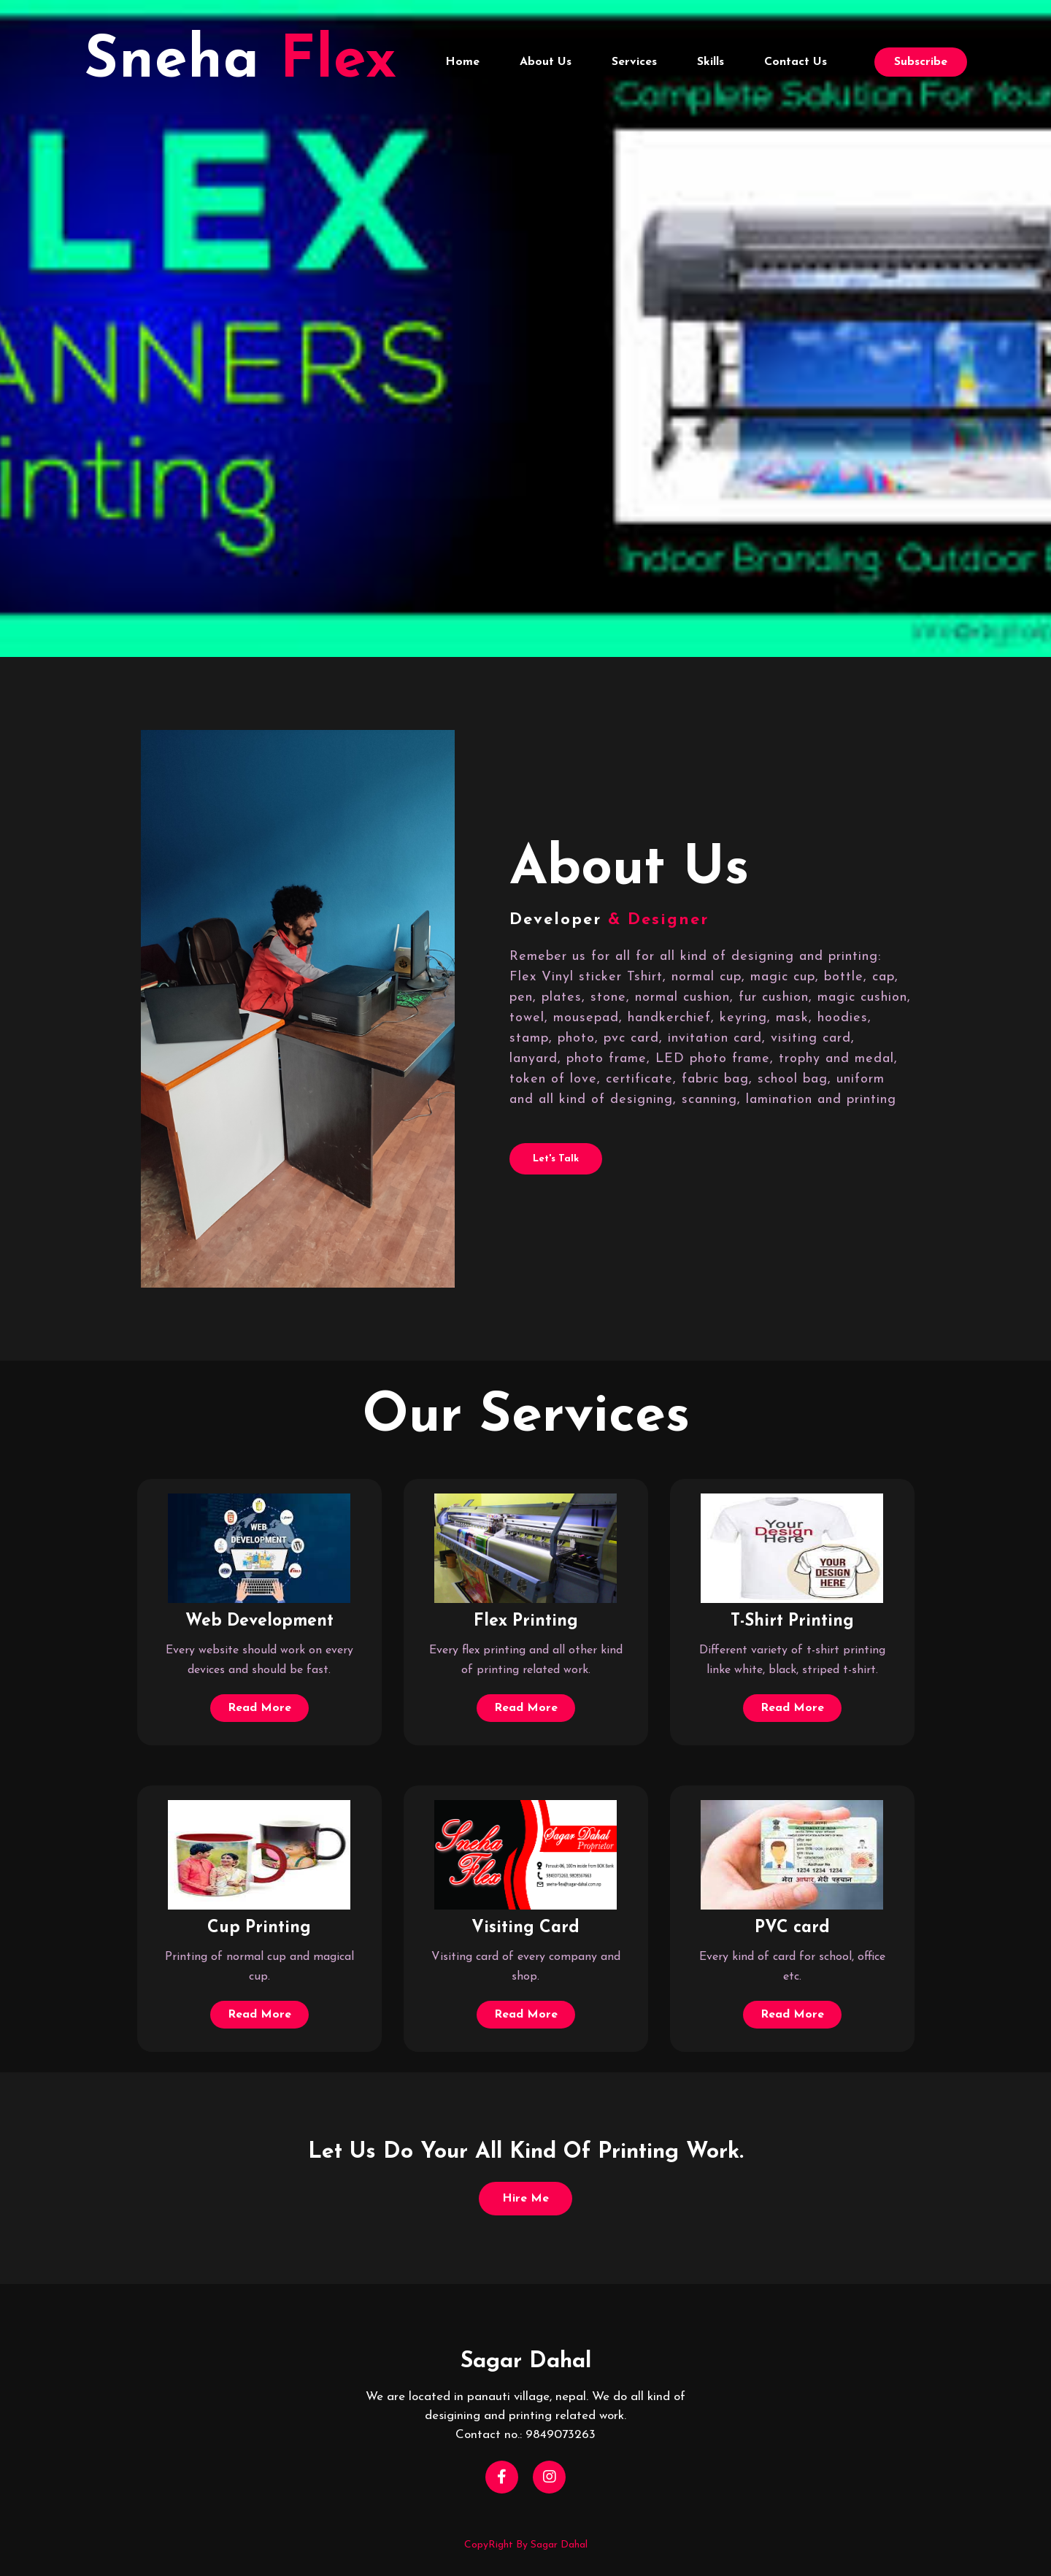 Sneha Flex
Home About Us Services Skills Contact Us Subscribe
Complete Solution For Your
LEX
ANNERS
inting
Indoor Branding, Outdoor
About Us
Developer & Designer
Remeber us for all for all kind of designing and printing:
Flex Vinyl sticker Tshirt, normal cup, magic cup, bottle, cap,
pen, plates, stone, normal cushion, fur cushion, magic cushion,
towel, mousepad, handkerchief, keyring, mask, hoodies,
stamp, photo, pvc card, invitation card, visiting card,
lanyard, photo frame, LED photo frame, trophy and medal,
token of love, certificate, fabric bag, school bag, uniform
and all kind of designing, scanning, lamination and printing
Let's Talk
Our Services
WEB
DEVELOPMENT
Web Development
Every website should work on every
devices and should be fast.
Read More
Flex Printing
Every flex printing and all other kind
of printing related work.
Read More
Your
Design
Here
YOUR
DESIGN
HERE
T-Shirt Printing
Different variety of t-shirt printing
linke white, black, striped t-shirt.
Read More
Cup Printing
Printing of normal cup and magical
cup.
Read More
Sneha
Flex
Sagar Dahal
Proprietor
Visiting Card
Visiting card of every company and
shop.
Read More
1234 1234 1234
मेरा आधार, मेरी पहचान
PVC card
Every kind of card for school, office
etc.
Read More
Let Us Do Your All Kind Of Printing Work.
Hire Me
Sagar Dahal
We are located in panauti village, nepal. We do all kind of
desigining and printing related work.
Contact no.: 9849073263
CopyRight By Sagar Dahal